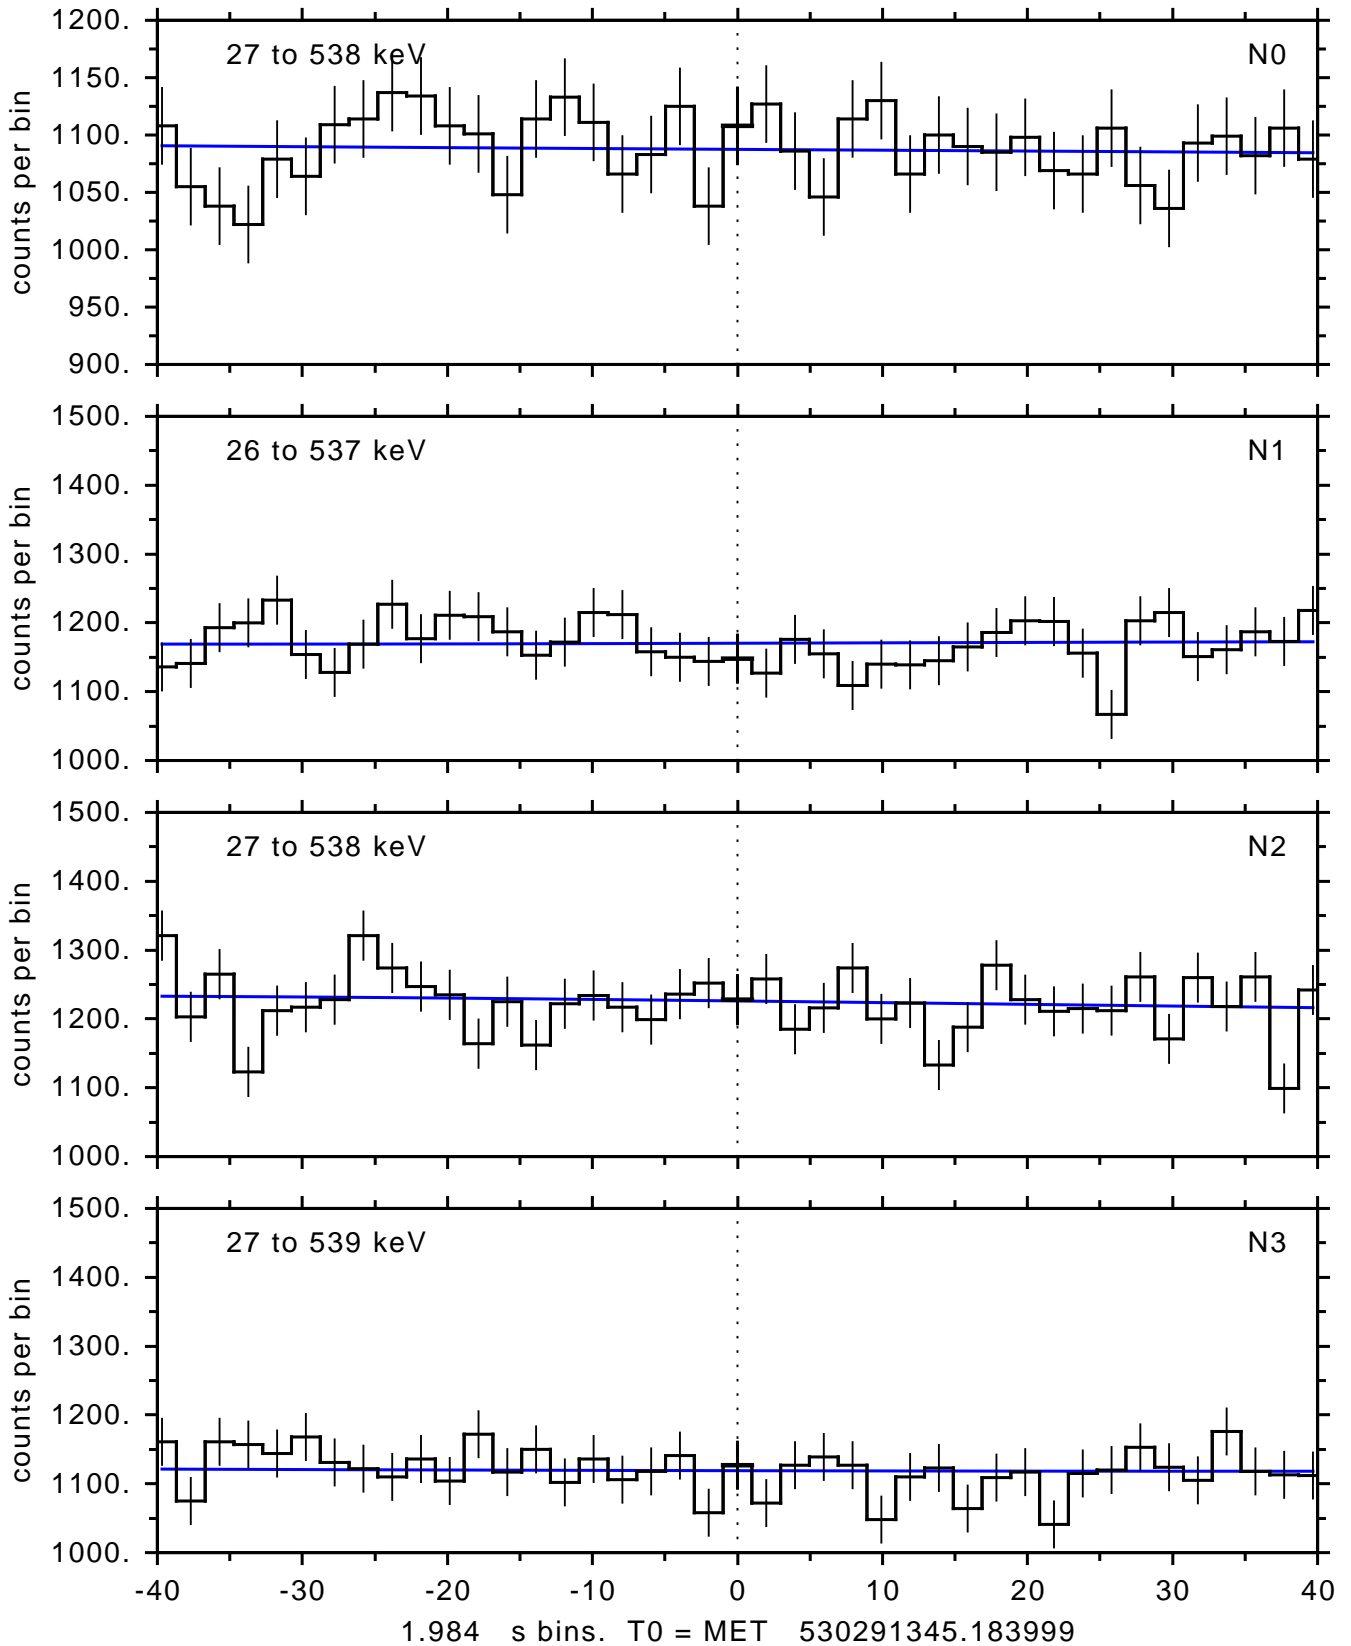 27 to 538 keV N0
1200.
1150.
1100.
1050.
1000.
950.
900.
counts per bin
26 to 537 keV N1
1500.
1400.
1300.
1200.
1100.
1000.
counts per bin
27 to 538 keV N2
1500.
1400.
1300.
1200.
1100.
1000.
counts per bin
27 to 539 keV N3
1500.
1400.
1300.
1200.
1100.
1000.
counts per bin
-40 -30 -20 -10 0 10 20 30 40
1.984 s bins. T0 = MET 530291345.183999